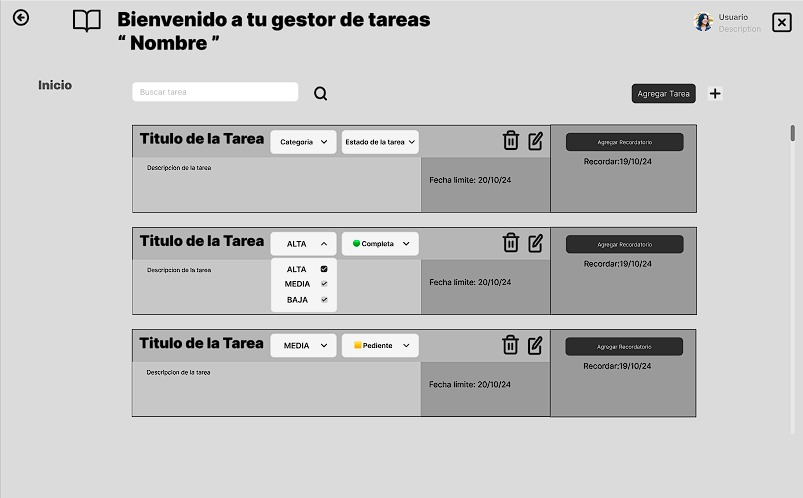 Bienvenido a tu gestor de tareas
“ Nombre ”
Usuario
Description
Inicio
Buscar tarea
Agregar Tarea
Titulo de la Tarea
Categoria
Estado de la tarea
Agregar Recordatorio
Recordar:19/10/24
Descripcion de la tarea
Fecha limite: 20/10/24
Titulo de la Tarea
ALTA
Completa
Agregar Recordatorio
Recordar:19/10/24
Descripcion de la tarea
ALTA
MEDIA
BAJA
Fecha limite: 20/10/24
Titulo de la Tarea
MEDIA
Pediente
Agregar Recordatorio
Recordar:19/10/24
Descripcion de la tarea
Fecha limite: 20/10/24